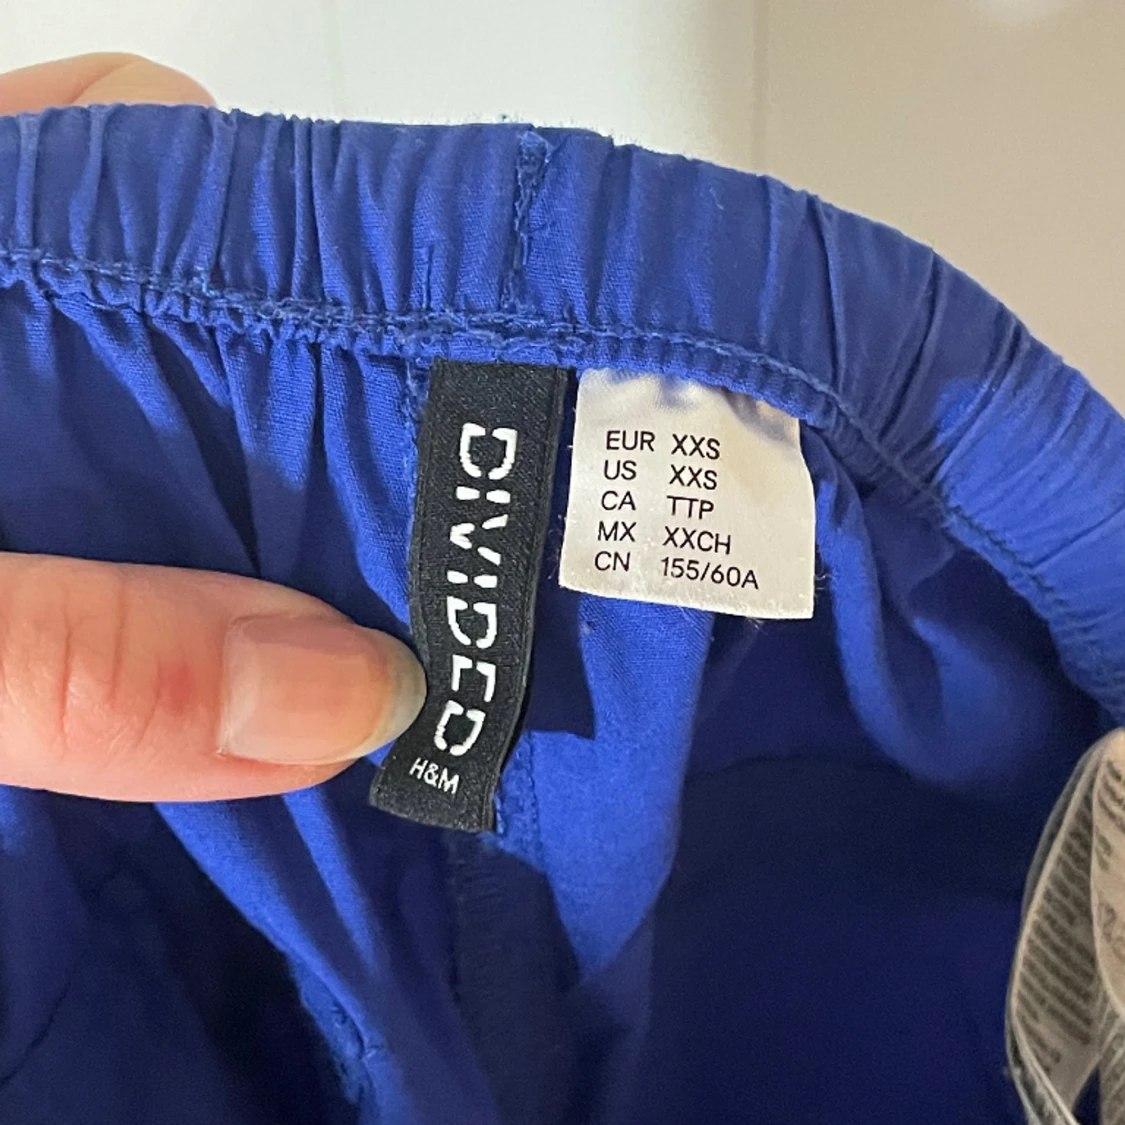 DIVIDED
H&M
EUR XXS
US XXS
CA TTP
MX XXCH
CN 155/60A